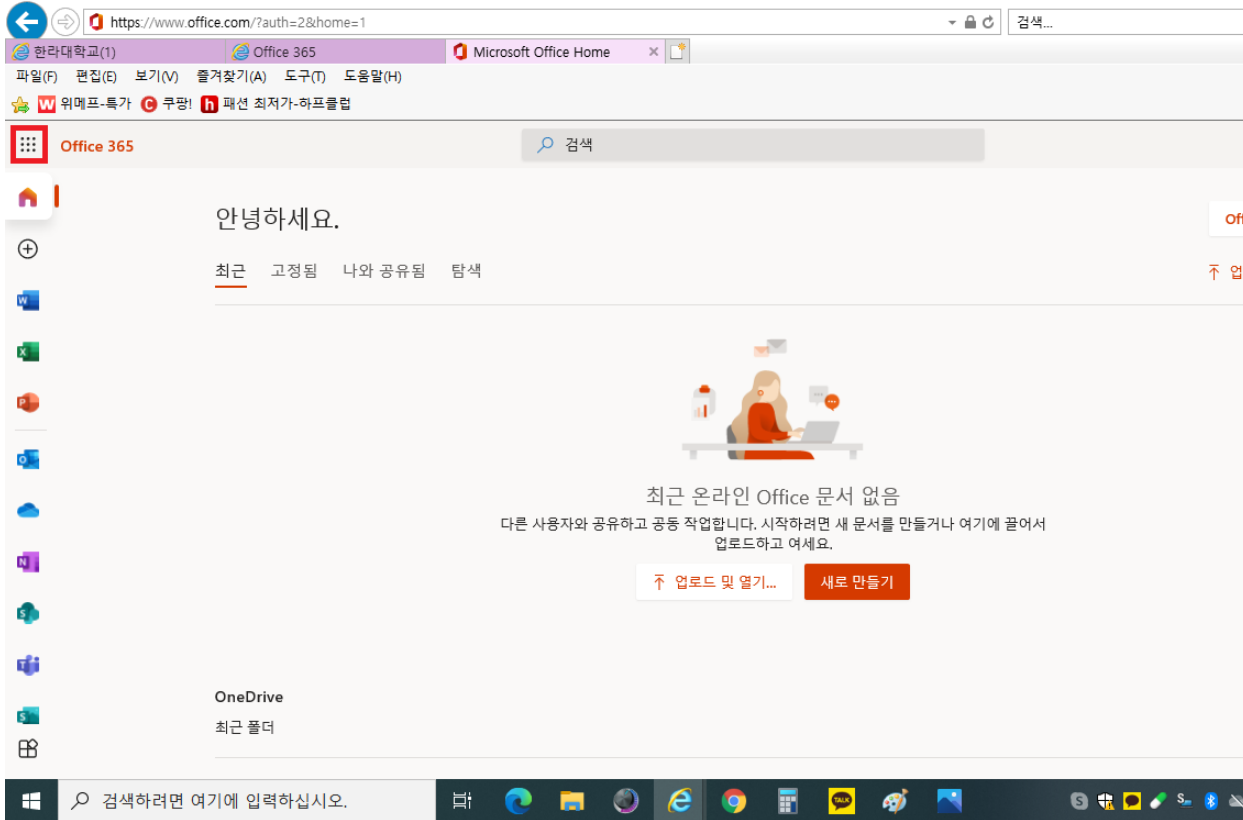 https://www.office.com/?auth=2&home=1
검색...
한라대학교(1)
Office 365
Microsoft Office Home
파일(F) 편집(E) 보기(V) 즐겨찾기(A) 도구(T) 도움말(H)
위메프-특가 쿠팡! 패션 최저가-하프클럽
Office 365
검색
안녕하세요.
Off
최근 고정됨 나와 공유됨 탐색
업
최근 온라인 Office 문서 없음
다른 사용자와 공유하고 공동 작업합니다. 시작하려면 새 문서를 만들거나 여기에 끌어서
업로드하고 여세요.
업로드 및 열기...
새로 만들기
OneDrive
최근 폴더
검색하려면 여기에 입력하십시오.
TALK